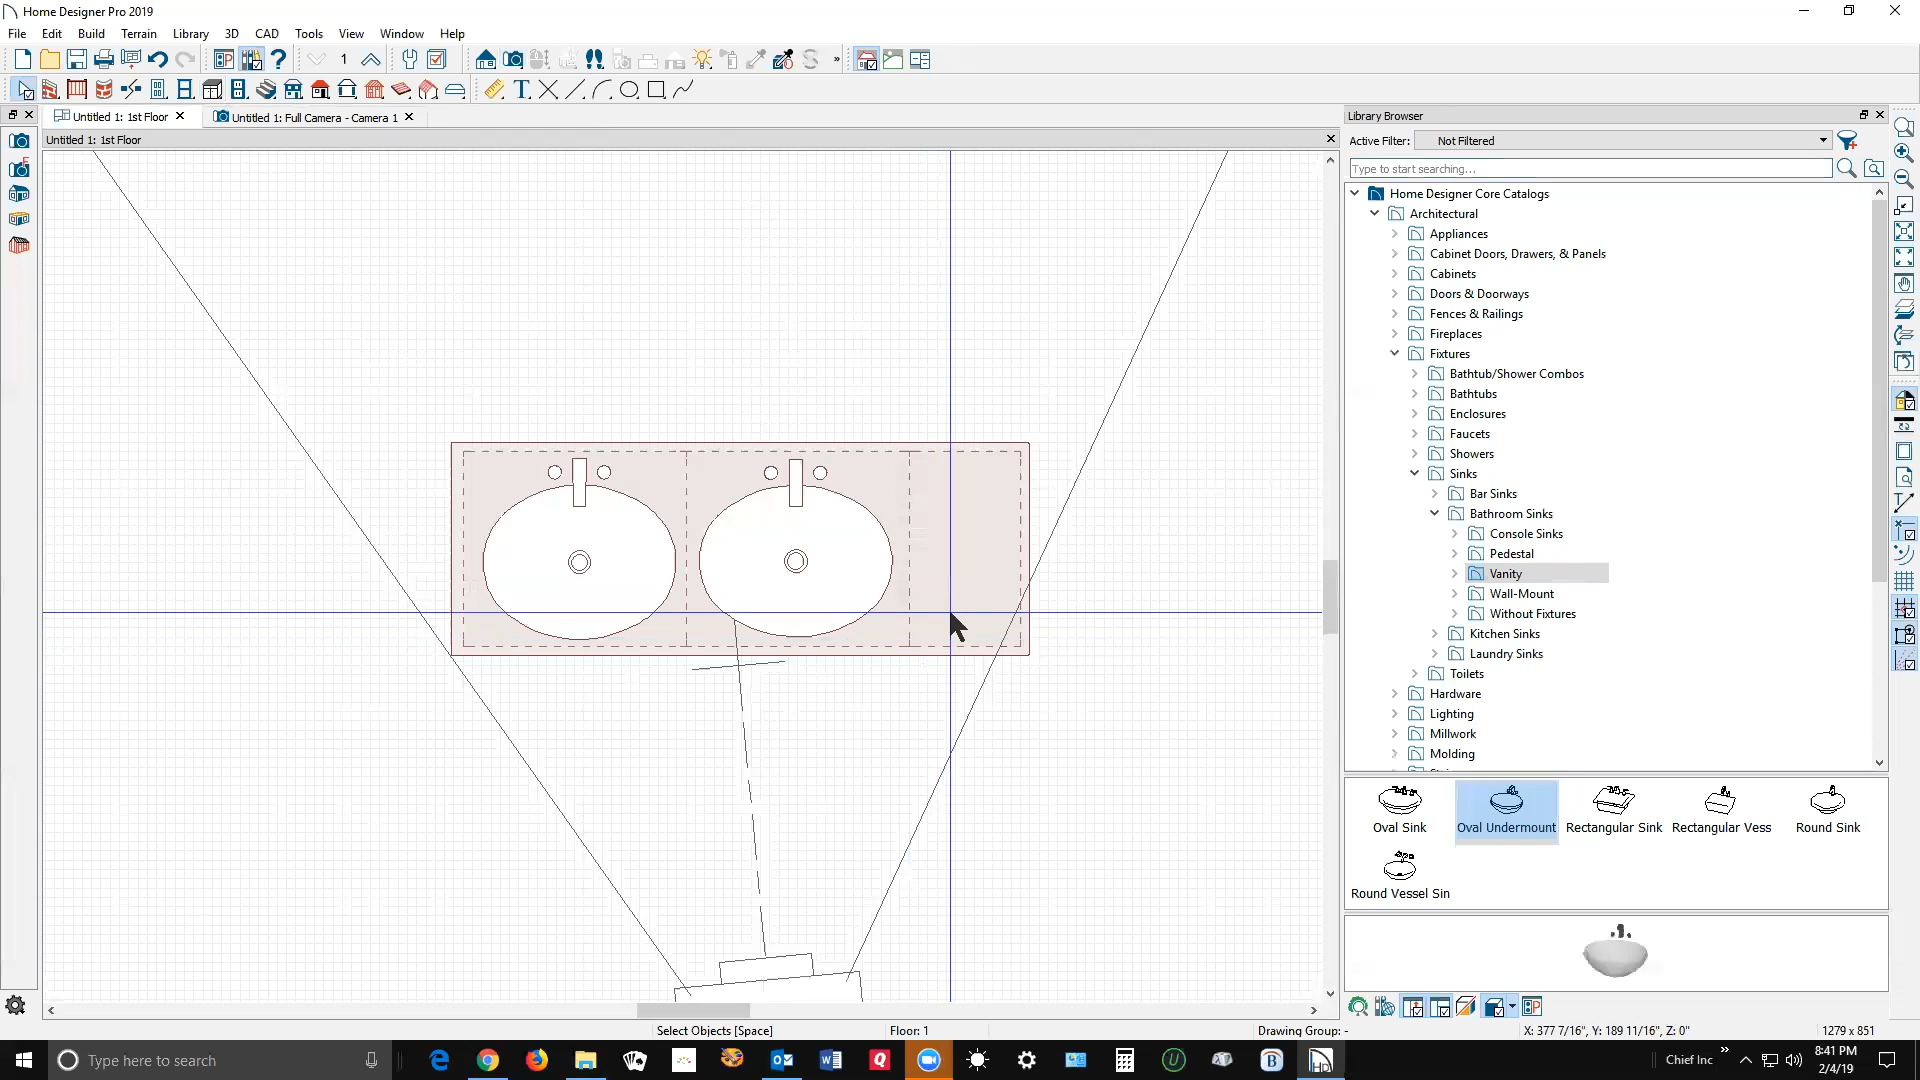 Home Designer Pro 2019
File Edit Build Terrain Library 3D CAD Tools View Window Help
1
Untitled 1: 1st Floor
Untitled 1: Full Camera - Camera 1
Untitled 1: 1st Floor
Library Browser
Active Filter: Not Filtered
Type to start searching...
Home Designer Core Catalogs
Architectural
Appliances
Cabinet Doors, Drawers, & Panels
Cabinets
Doors & Doorways
Fences & Railings
Fireplaces
Fixtures
Bathtub/Shower Combos
Bathtubs
Enclosures
Faucets
Showers
Sinks
Bar Sinks
Bathroom Sinks
Console Sinks
Pedestal
Vanity
Wall-Mount
Without Fixtures
Kitchen Sinks
Laundry Sinks
Toilets
Hardware
Lighting
Millwork
Molding
Oval Sink
Oval Undermount
Rectangular Sink
Rectangular Vess
Round Sink
Round Vessel Sin
Select Objects [Space]
Floor: 1
Drawing Group: -
X: 377 7/16", Y: 189 11/16", Z: 0"
1279 x 851
Type here to search
Chief Inc
8:41 PM
2/4/19